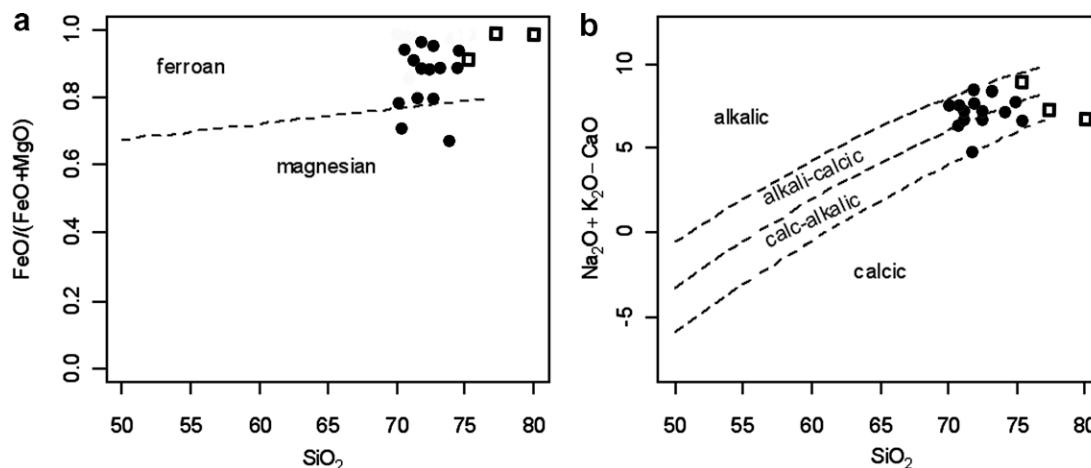 a
FeO/(FeO+MgO)
1.0
0.8
0.6
0.4
0.2
0.0
ferroan
magnesian
50 55 60 65 70 75 80
SiO₂
b
Na₂O + K₂O – CaO
10
5
0
-5
alkalic
alkali-calcic
calc-alkalic
calcic
50 55 60 65 70 75 80
SiO₂